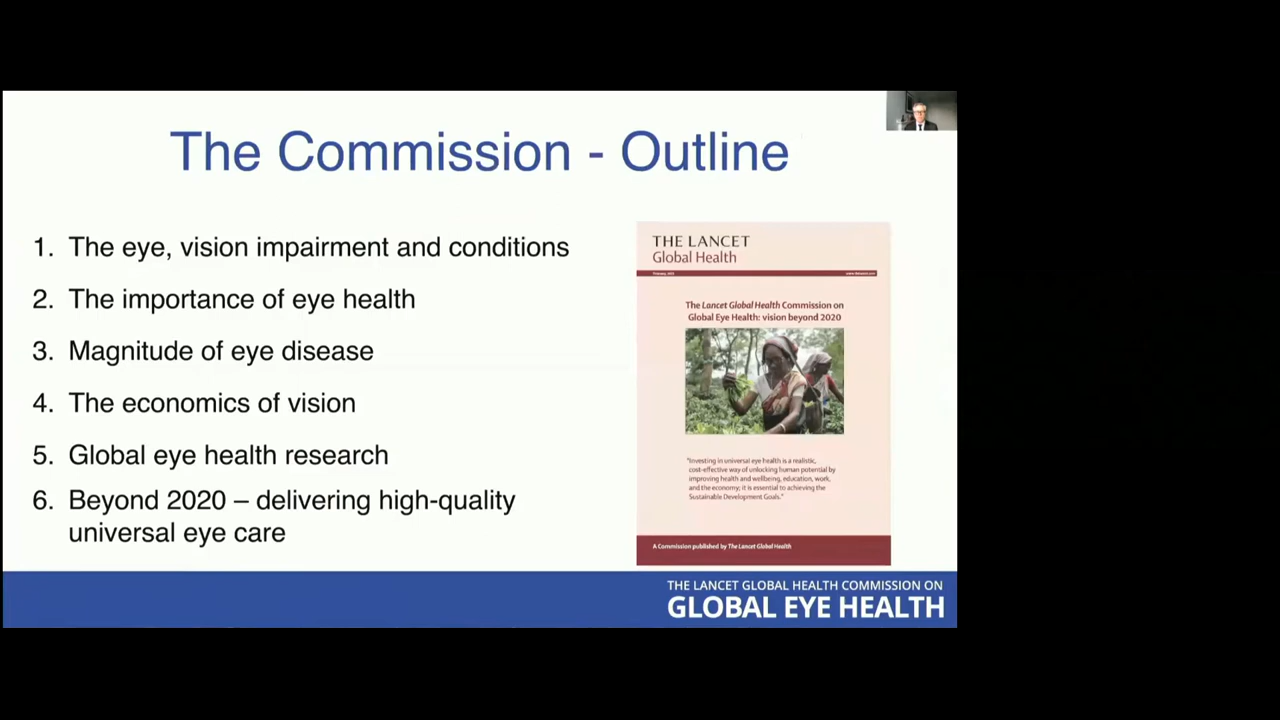 The Commission - Outline
1. The eye, vision impairment and conditions
2. The importance of eye health
3. Magnitude of eye disease
4. The economics of vision
5. Global eye health research
6. Beyond 2020 – delivering high-quality
universal eye care
THE LANCET
Global Health
The Lancet Global Health Commission on
Global Eye Health: vision beyond 2020
"Investing in universal eye health is a realistic,
cost-effective way of unlocking human potential by
improving health and wellbeing, education, work,
and the economy; it is essential to achieving the
Sustainable Development Goals."
A Commission published by The Lancet Global Health
THE LANCET GLOBAL HEALTH COMMISSION ON
GLOBAL EYE HEALTH